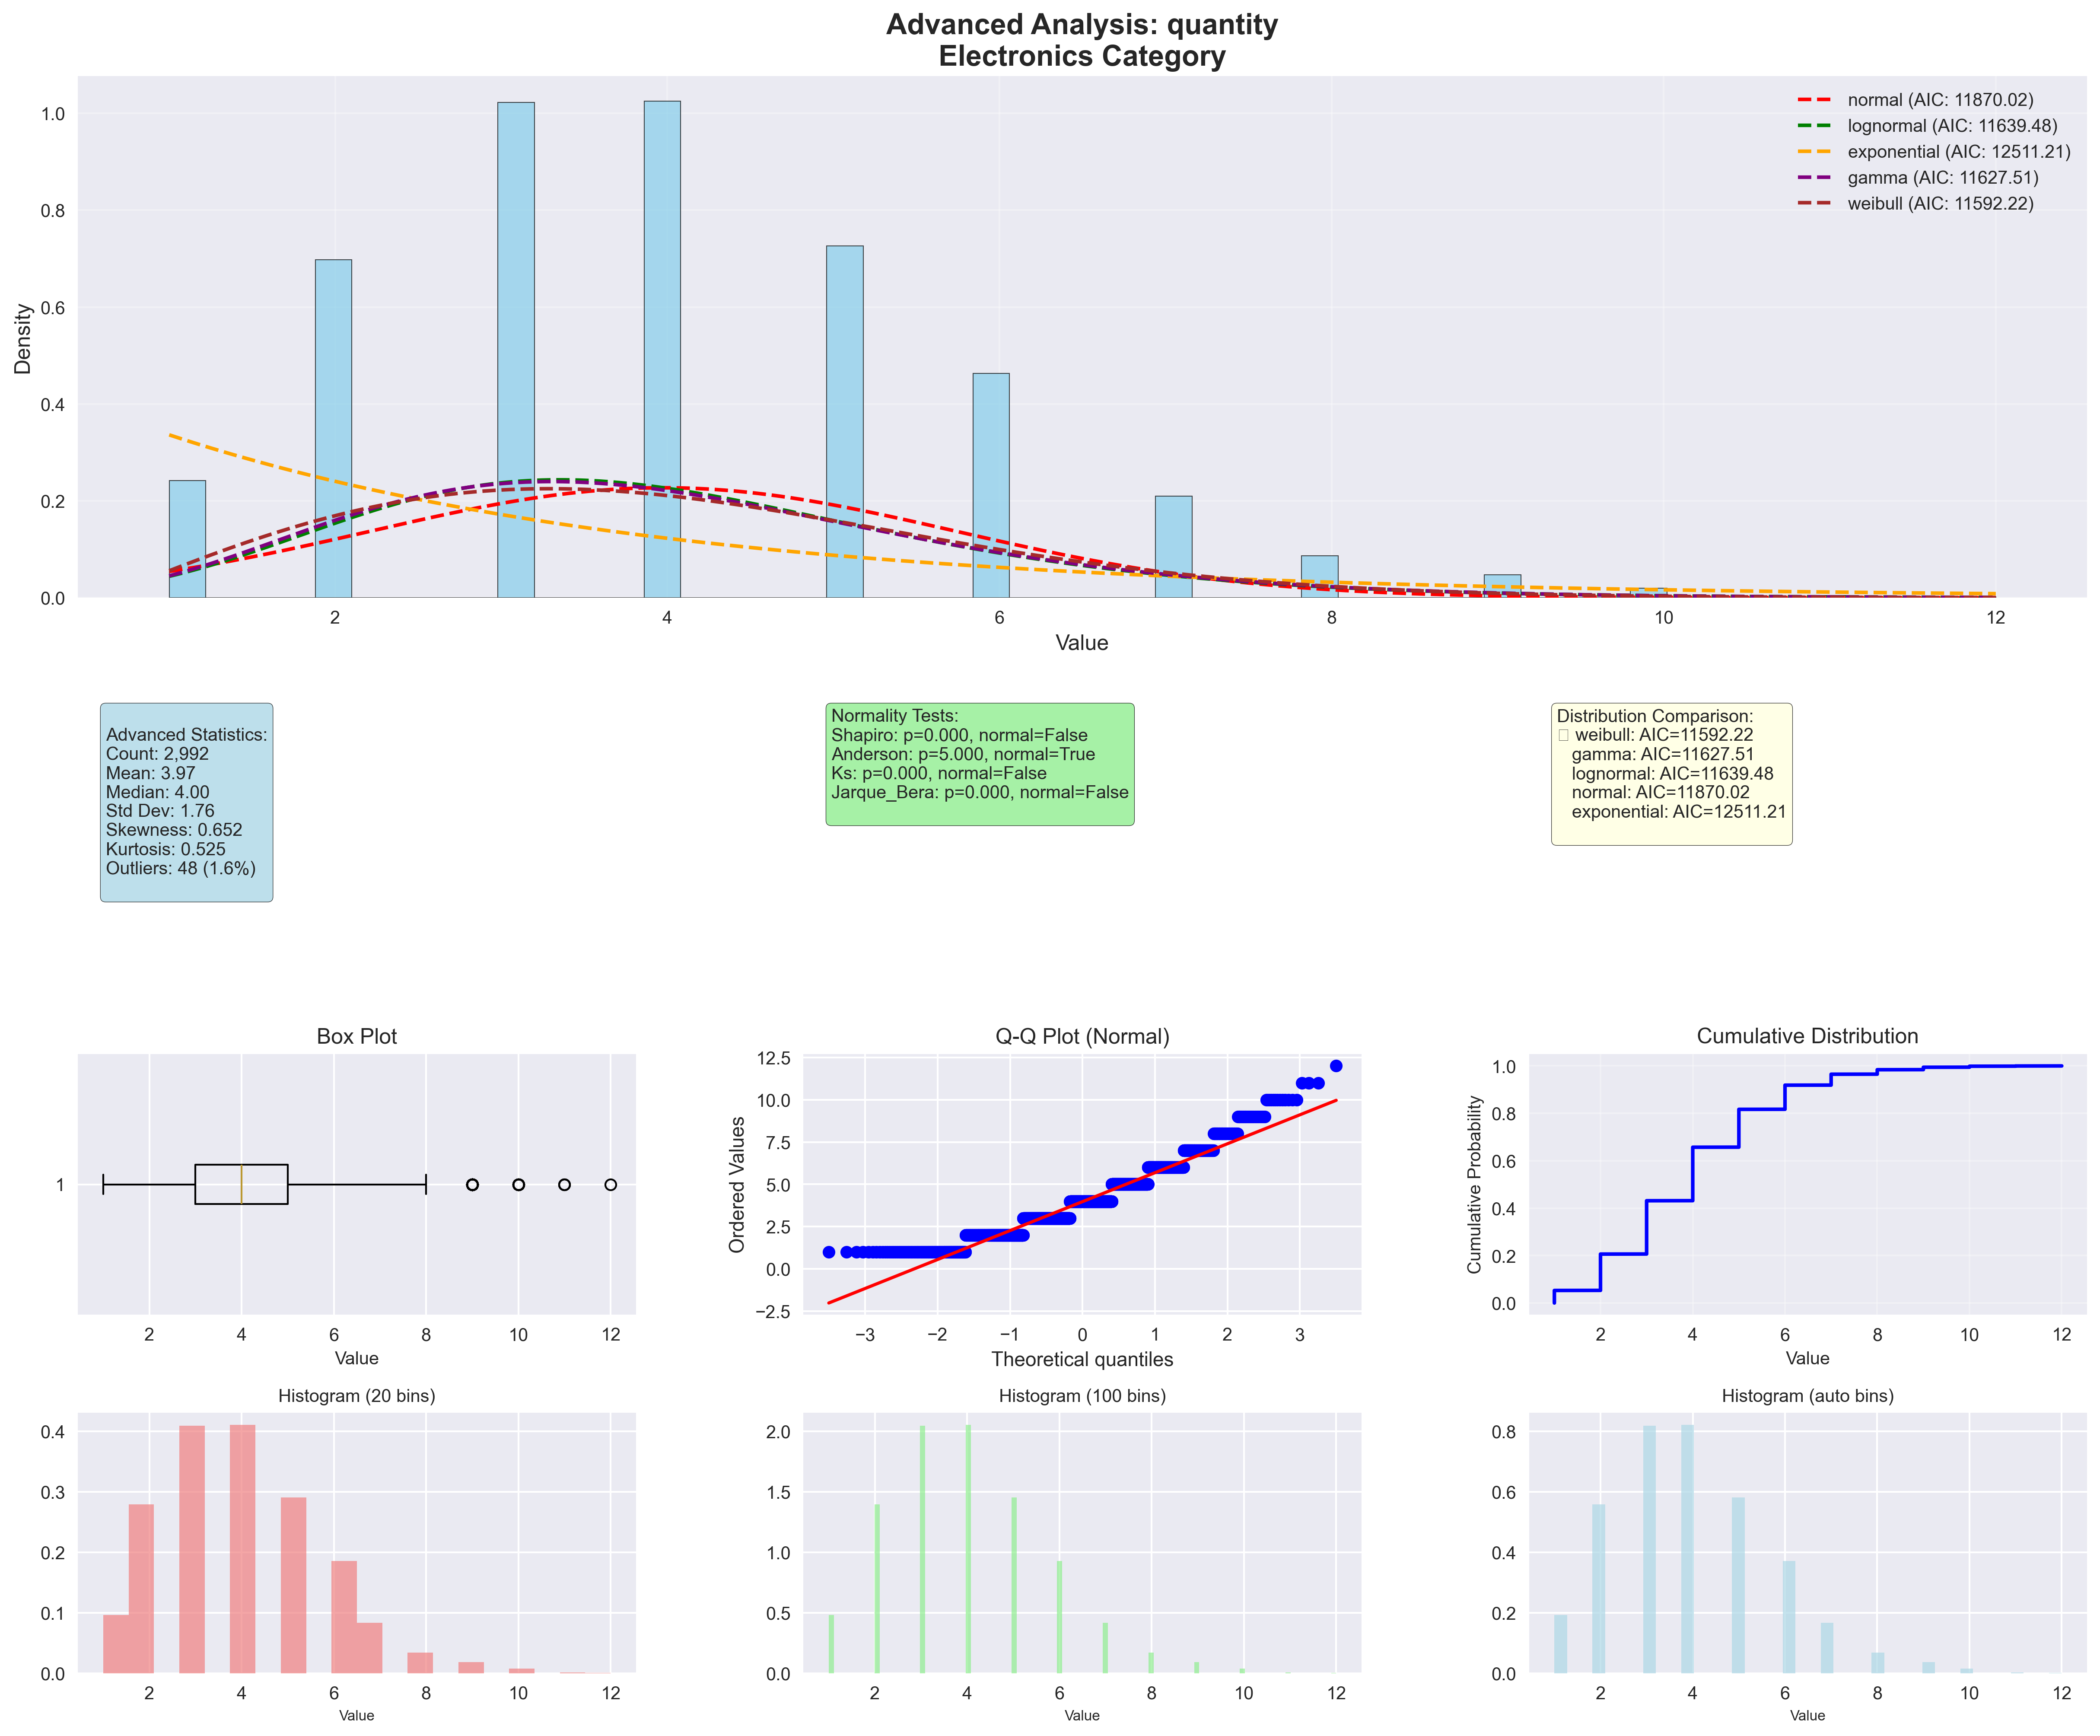 Advanced Analysis: quantity
Electronics Category
normal (AIC: 11870.02)
lognormal (AIC: 11639.48)
exponential (AIC: 12511.21)
gamma (AIC: 11627.51)
weibull (AIC: 11592.22)
Density
1.0
0.8
0.6
0.4
0.2
0.0
2 4 6 8 10 12
Value
Advanced Statistics:
Count: 2,992
Mean: 3.97
Median: 4.00
Std Dev: 1.76
Skewness: 0.652
Kurtosis: 0.525
Outliers: 48 (1.6%)
Normality Tests:
Shapiro: p=0.000, normal=False
Anderson: p=5.000, normal=True
Ks: p=0.000, normal=False
Jarque_Bera: p=0.000, normal=False
Distribution Comparison:
weibull: AIC=11592.22
gamma: AIC=11627.51
lognormal: AIC=11639.48
normal: AIC=11870.02
exponential: AIC=12511.21
Box Plot
1
2 4 6 8 10 12
Value
Q-Q Plot (Normal)
Ordered Values
12.5
10.0
7.5
5.0
2.5
0.0
−2.5
−3 −2 −1 0 1 2 3
Theoretical quantiles
Cumulative Distribution
Cumulative Probability
1.0
0.8
0.6
0.4
0.2
0.0
2 4 6 8 10 12
Value
Histogram (20 bins)
0.4
0.3
0.2
0.1
0.0
2 4 6 8 10 12
Value
Histogram (100 bins)
2.0
1.5
1.0
0.5
0.0
2 4 6 8 10 12
Value
Histogram (auto bins)
0.8
0.6
0.4
0.2
0.0
2 4 6 8 10 12
Value